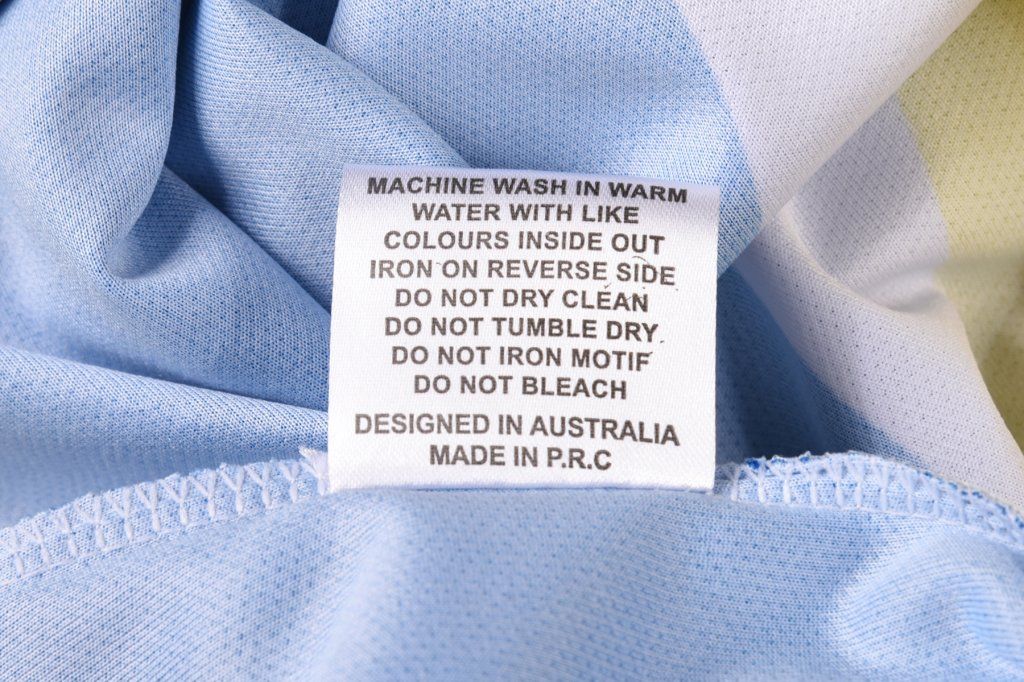 MACHINE WASH IN WARM
WATER WITH LIKE
COLOURS INSIDE OUT
IRON ON REVERSE SIDE
DO NOT DRY CLEAN
DO NOT TUMBLE DRY
DO NOT IRON MOTIF
DO NOT BLEACH
DESIGNED IN AUSTRALIA
MADE IN P.R.C